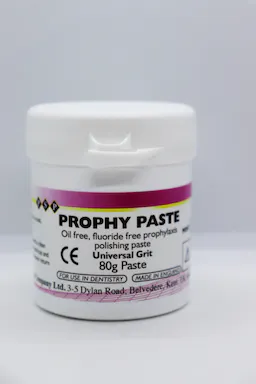 PSP
PROPHY PASTE
Oil free, fluoride free prophylaxis
polishing paste
CE Universal Grit
80g Paste
FOR USE IN DENTISTRY MADE IN ENGLAND
Ltd. 3-5 Dylan Road, Belvedere, Kent